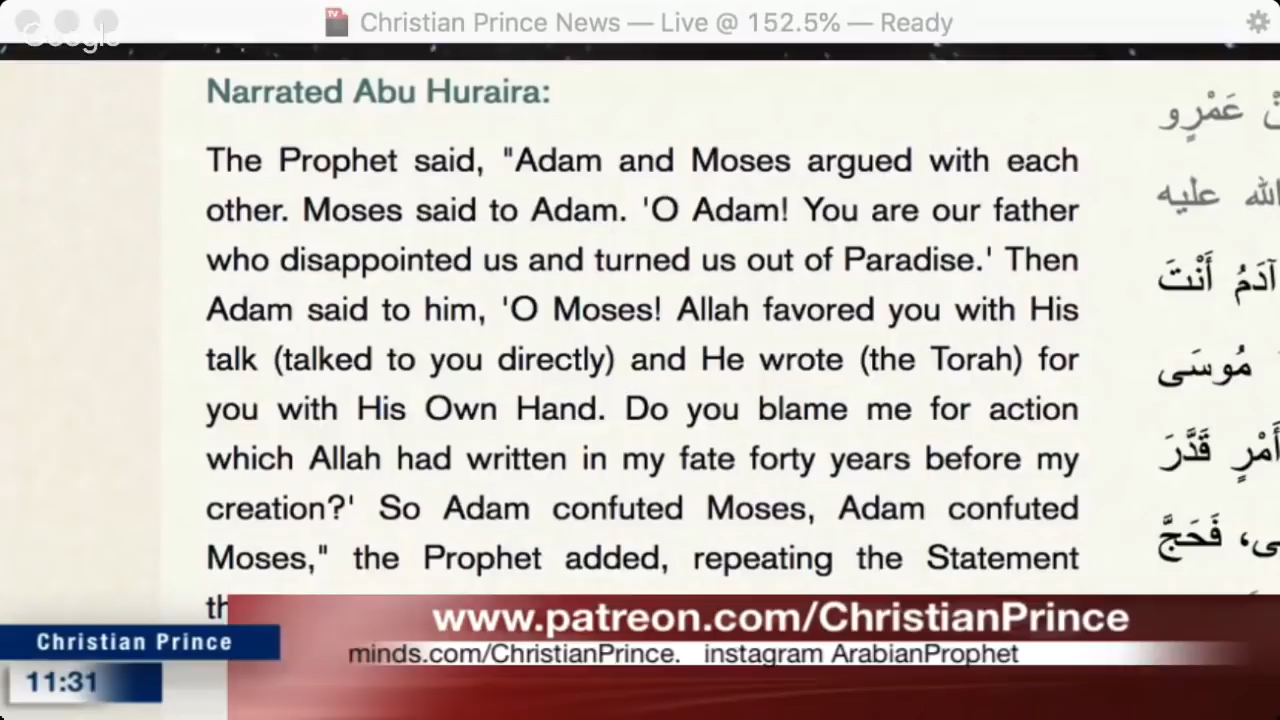 Christian Prince News — Live @ 152.5% — Ready
Google
Narrated Abu Huraira:
The Prophet said, "Adam and Moses argued with each
other. Moses said to Adam. 'O Adam! You are our father
who disappointed us and turned us out of Paradise.' Then
Adam said to him, 'O Moses! Allah favored you with His
talk (talked to you directly) and He wrote (the Torah) for
you with His Own Hand. Do you blame me for action
which Allah had written in my fate forty years before my
creation?' So Adam confuted Moses, Adam confuted
Moses," the Prophet added, repeating the Statement
th
عَمْرٍو
الله عليه
آدَمُ أَنْتَ
مُوسَى
أَمْرٍ قَدَّرَ
فَحَجَّ
www.patreon.com/ChristianPrince
Christian Prince
minds.com/ChristianPrince. instagram ArabianProphet
11:31